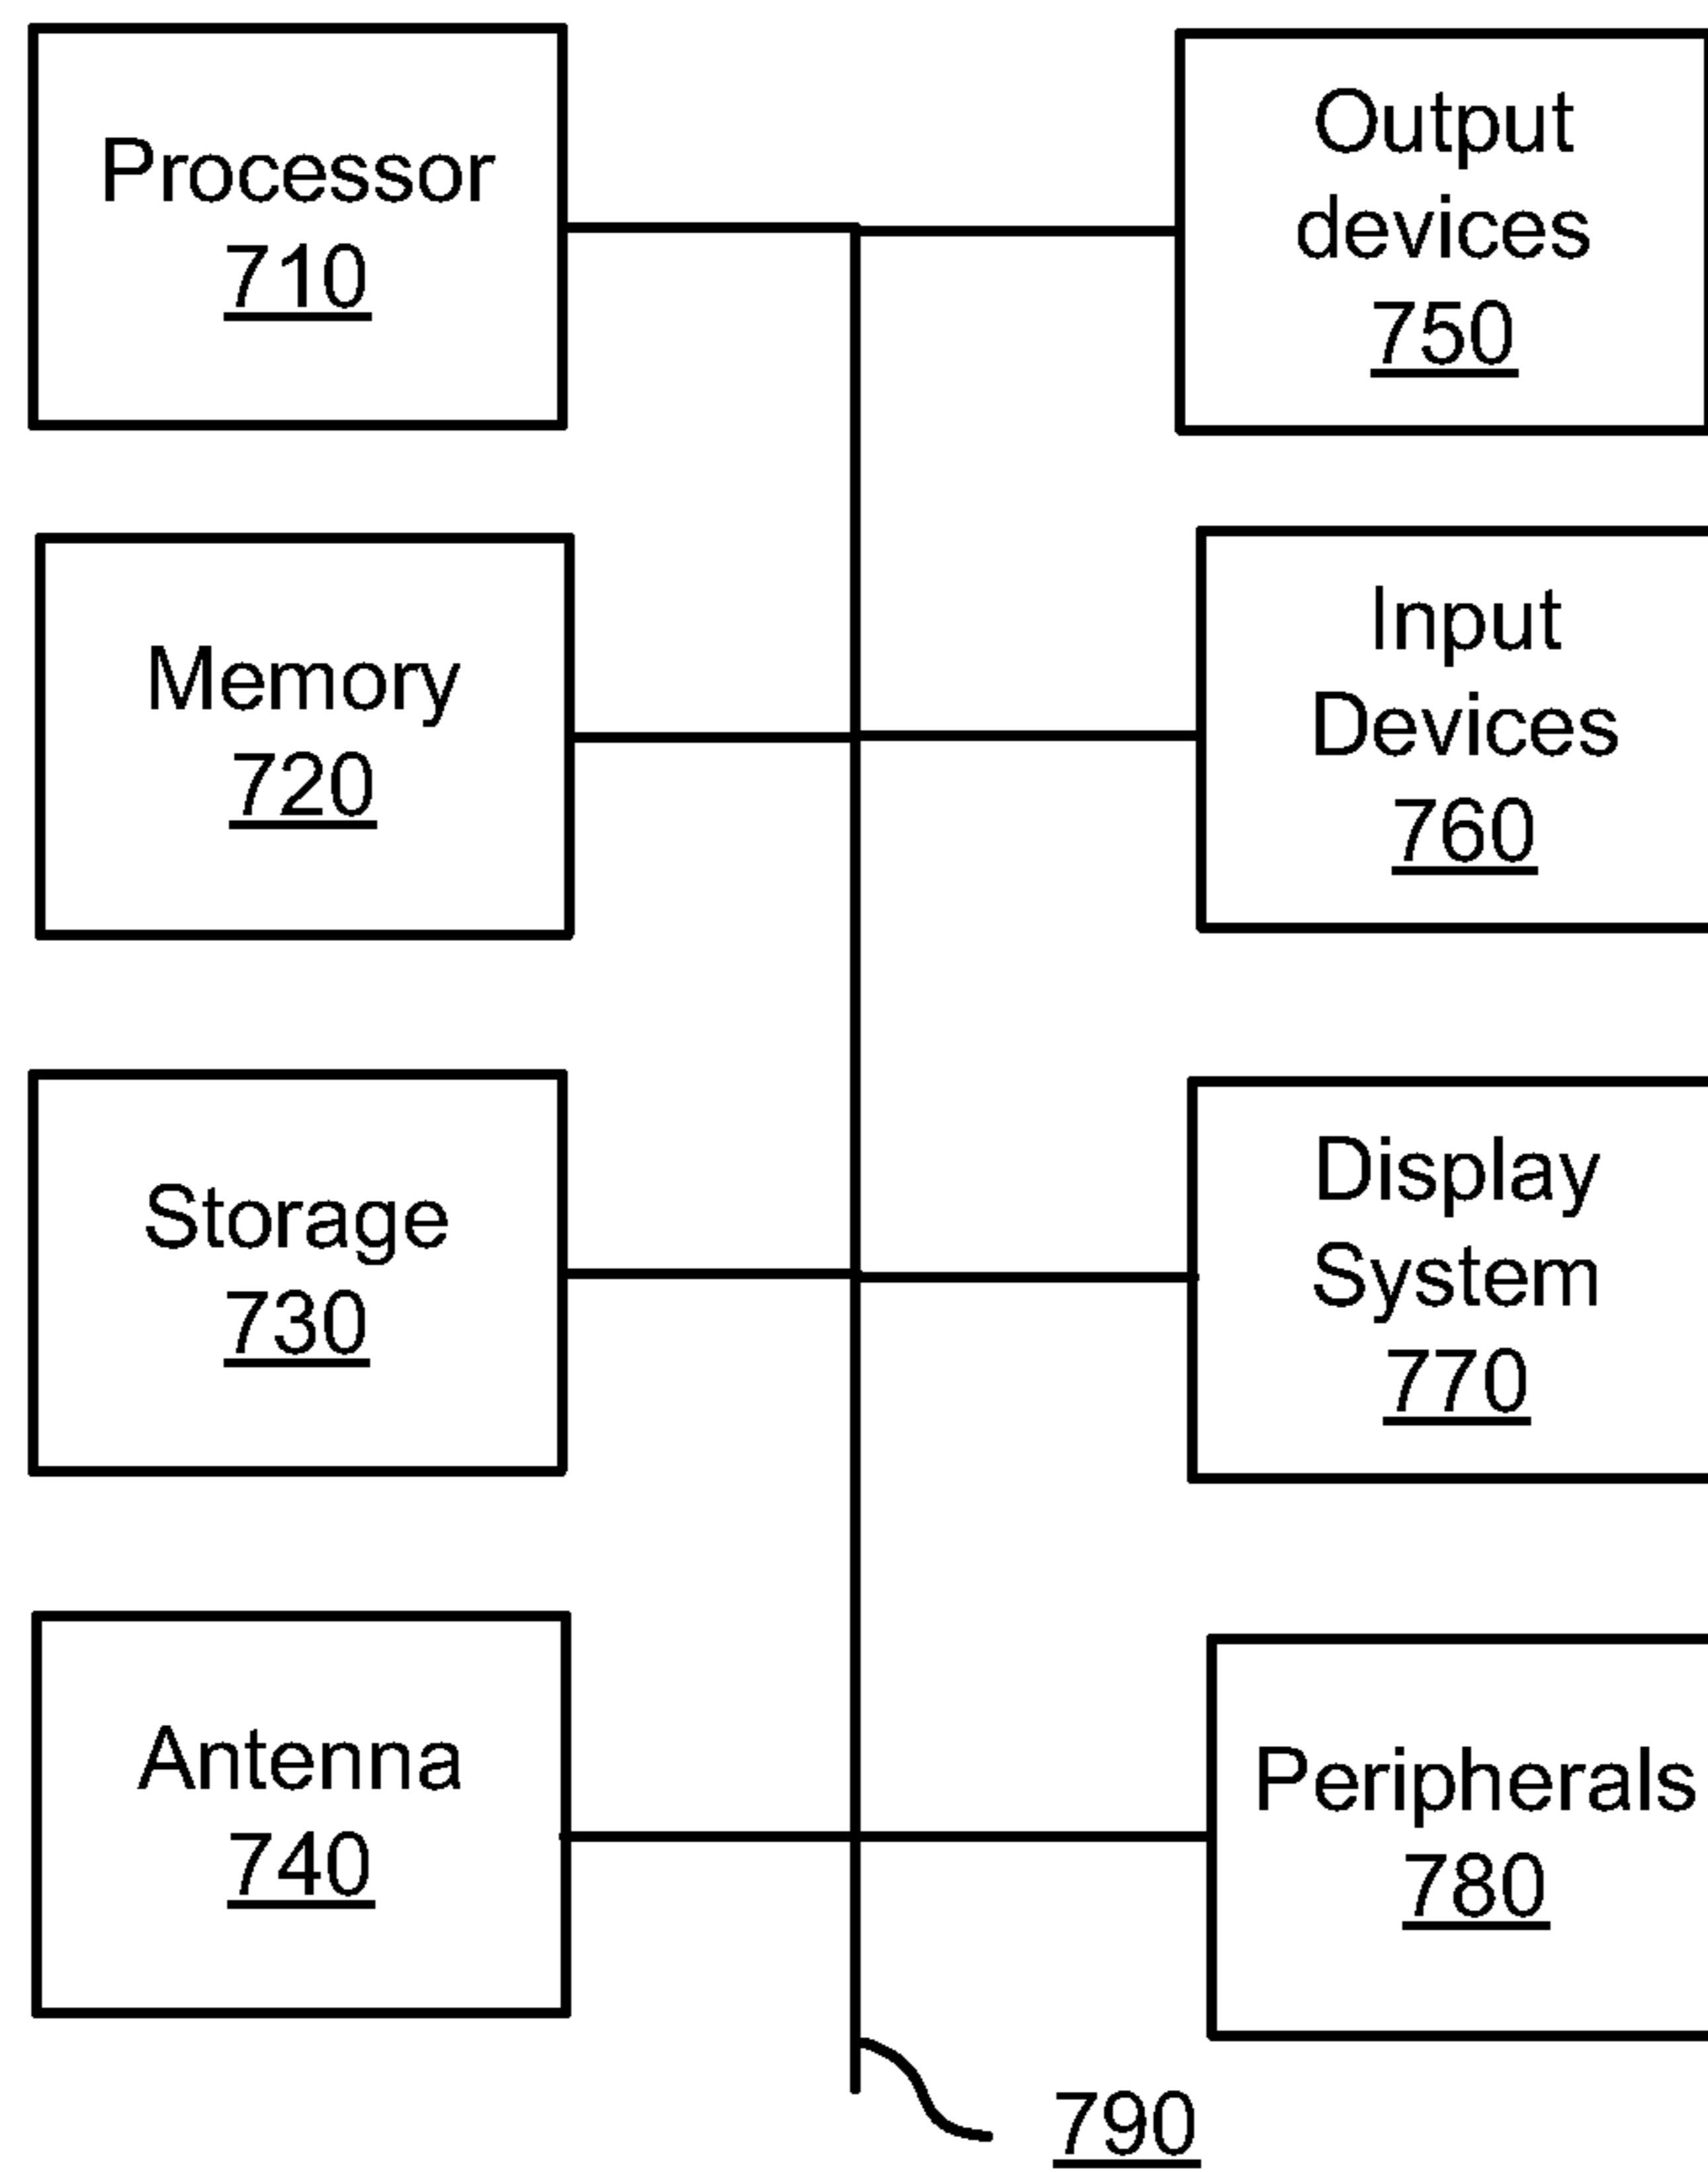 Processor
710
Memory
720
Storage
730
Antenna
740
Output
devices
750
Input
Devices
760
Display
System
770
Peripherals
780
790